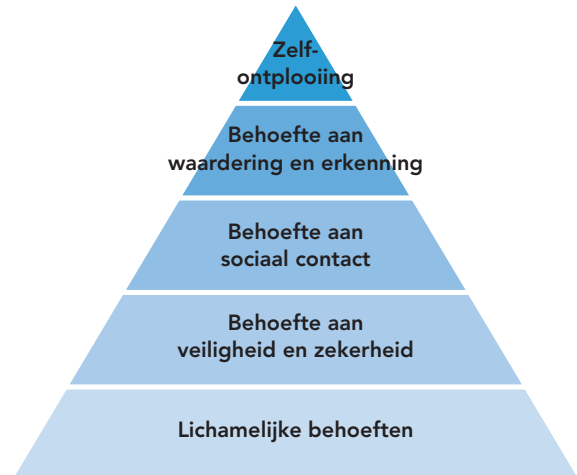 Zelf-
ontplooiing
Behoefte aan
waardering en erkenning
Behoefte aan
sociaal contact
Behoefte aan
veiligheid en zekerheid
Lichamelijke behoeften